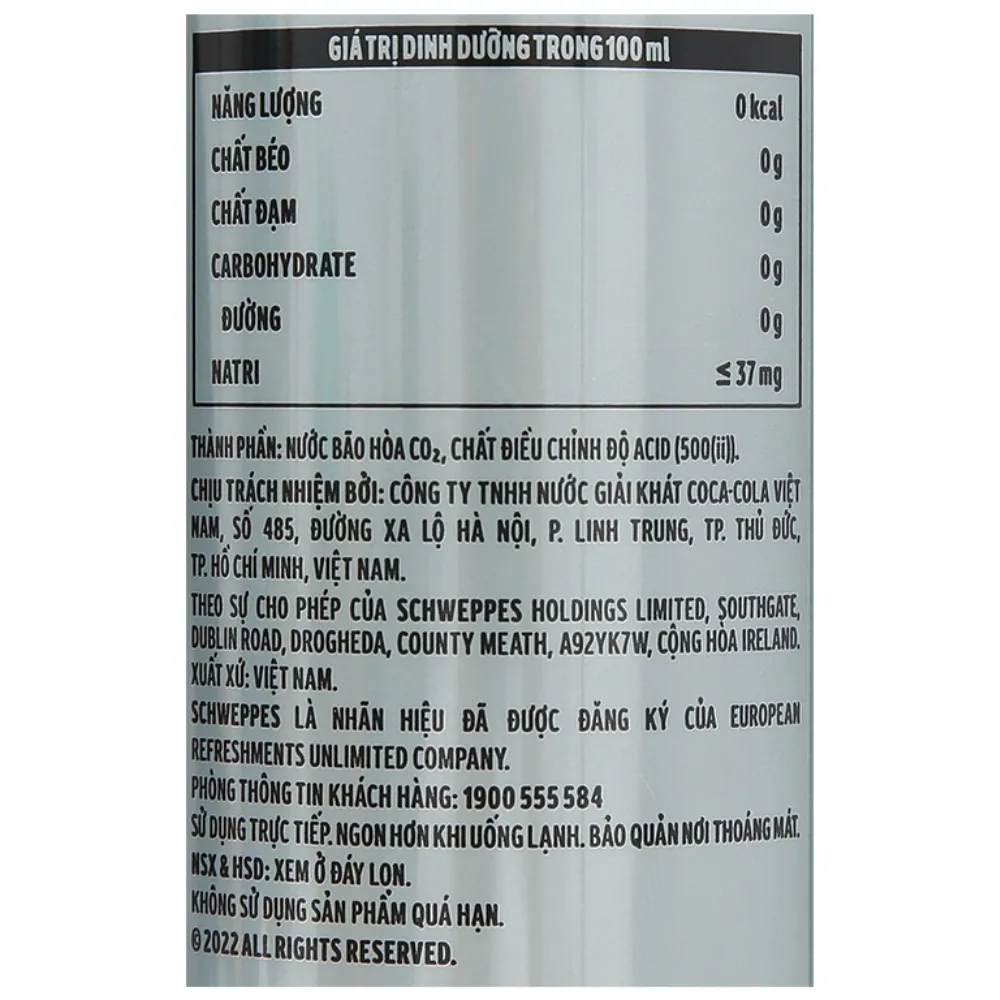 GIÁ TRỊ DINH DƯỠNG TRONG 100 ml
NĂNG LƯỢNG 0 kcal
CHẤT BÉO 0 g
CHẤT ĐẠM 0 g
CARBOHYDRATE 0 g
ĐƯỜNG 0 g
NATRI ≤ 37 mg
THÀNH PHẦN: NƯỚC BÃO HÒA CO₂, CHẤT ĐIỀU CHỈNH ĐỘ ACID (500(ii)).
CHỊU TRÁCH NHIỆM BỞI: CÔNG TY TNHH NƯỚC GIẢI KHÁT COCA-COLA VIỆT
NAM, SỐ 485, ĐƯỜNG XA LỘ HÀ NỘI, P. LINH TRUNG, TP. THỦ ĐỨC,
TP. HỒ CHÍ MINH, VIỆT NAM.
THEO SỰ CHO PHÉP CỦA SCHWEPPES HOLDINGS LIMITED, SOUTHGATE,
DUBLIN ROAD, DROGHEDA, COUNTY MEATH, A92YK7W, CỘNG HÒA IRELAND.
XUẤT XỨ: VIỆT NAM.
SCHWEPPES LÀ NHÃN HIỆU ĐÃ ĐƯỢC ĐĂNG KÝ CỦA EUROPEAN
REFRESHMENTS UNLIMITED COMPANY.
PHÒNG THÔNG TIN KHÁCH HÀNG: 1900 555 584
SỬ DỤNG TRỰC TIẾP. NGON HƠN KHI UỐNG LẠNH. BẢO QUẢN NƠI THOÁNG MÁT.
NSX & HSD: XEM Ở ĐÁY LON.
KHÔNG SỬ DỤNG SẢN PHẨM QUÁ HẠN.
© 2022 ALL RIGHTS RESERVED.